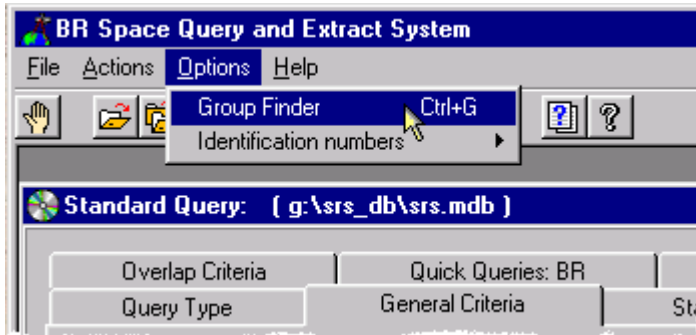 BR Space Query and Extract System
File Actions Options Help
Group Finder Ctrl+G
Identification numbers
Standard Query: ( g:\srs_db\srs.mdb )
Overlap Criteria Quick Queries: BR
Query Type General Criteria